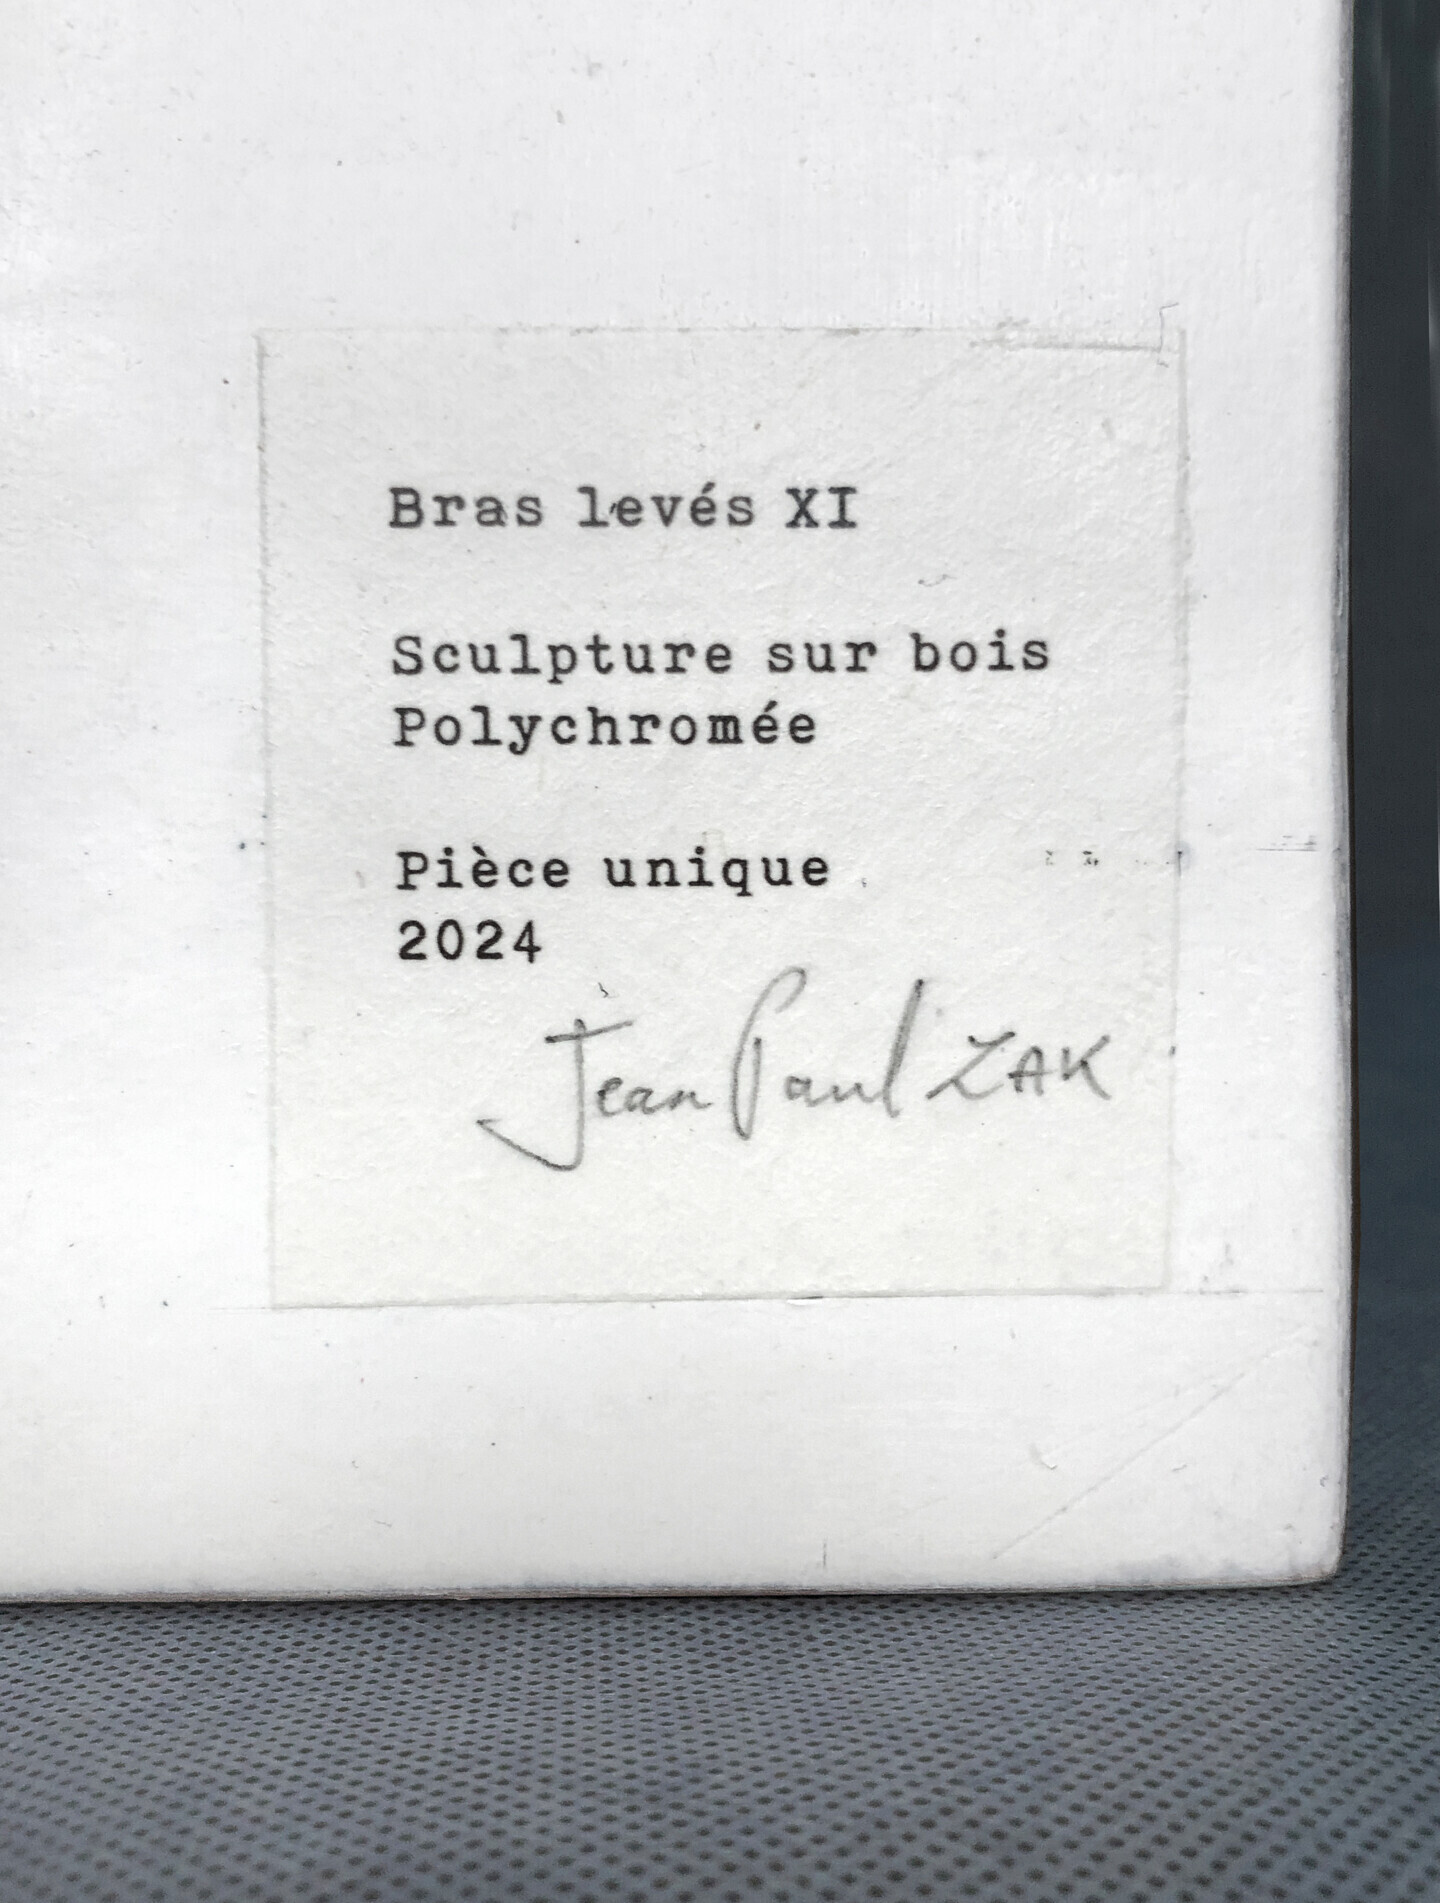 Bras levés XI
Sculpture sur bois
Polychromée
Pièce unique
2024
Jean Paul ZAK